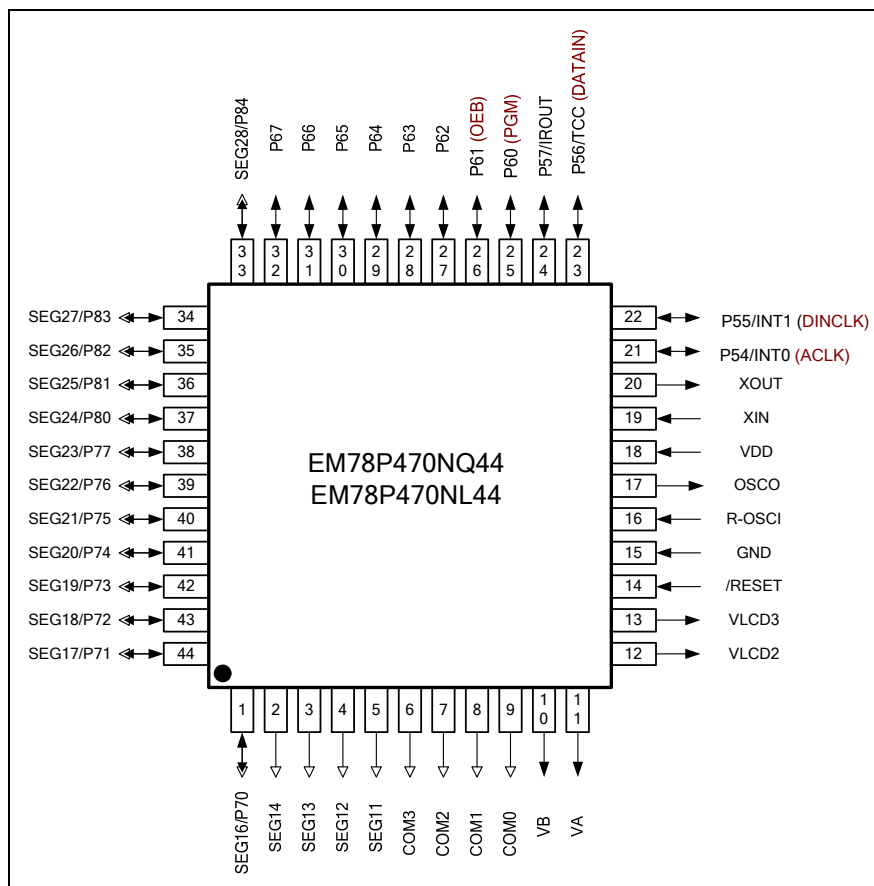 SEG28/P84
P67
P66
P65
P64
P63
P62
P61 (OEB)
P60 (PGM)
P57/IROUT
P56/TCC (DATAIN)
33
32
31
30
29
28
27
26
25
24
23
SEG27/P83 34
SEG26/P82 35
SEG25/P81 36
SEG24/P80 37
SEG23/P77 38
SEG22/P76 39
SEG21/P75 40
SEG20/P74 41
SEG19/P73 42
SEG18/P72 43
SEG17/P71 44
EM78P470NQ44
EM78P470NL44
22 P55/INT1 (DINCLK)
21 P54/INT0 (ACLK)
20 XOUT
19 XIN
18 VDD
17 OSCO
16 R-OSCI
15 GND
14 /RESET
13 VLCD3
12 VLCD2
1
2
3
4
5
6
7
8
9
10
11
SEG16/P70
SEG14
SEG13
SEG12
SEG11
COM3
COM2
COM1
COM0
VB
VA